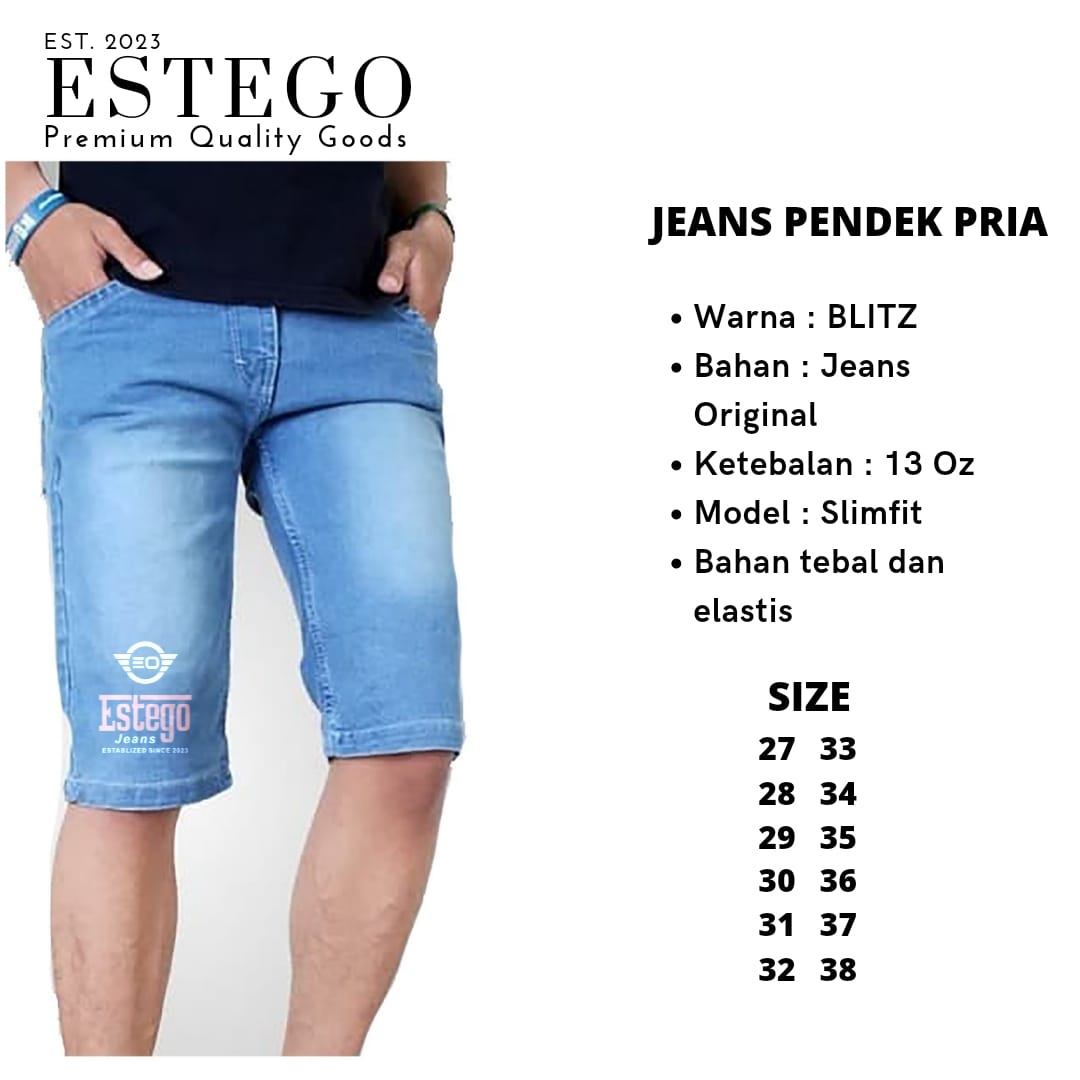 EST. 2023
ESTEGO
Premium Quality Goods
JEANS PENDEK PRIA
• Warna : BLITZ
• Bahan : Jeans
Original
• Ketebalan : 13 Oz
• Model : Slimfit
• Bahan tebal dan
elastis
SIZE
27 33
28 34
29 35
30 36
31 37
32 38
EO
Estego
Jeans
ESTABLIZED SINCE 2023